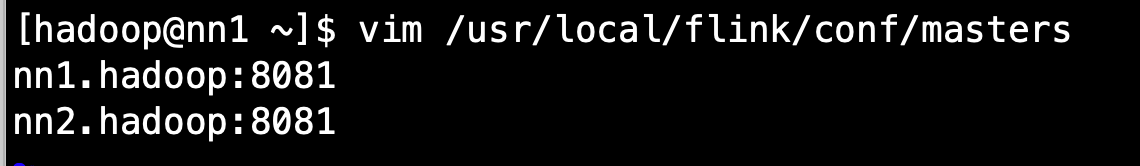 [hadoop@nn1 ~]$ vim /usr/local/flink/conf/masters
nn1.hadoop:8081
nn2.hadoop:8081